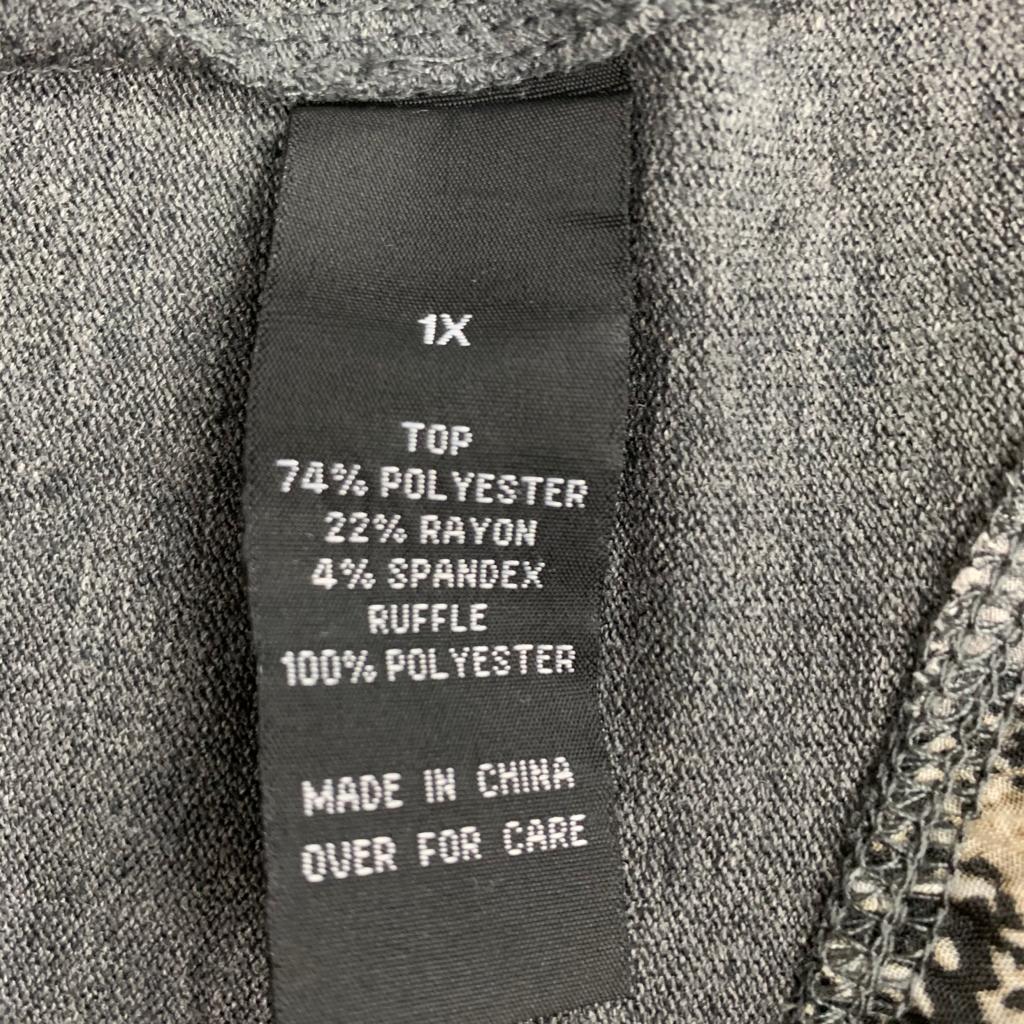 1X
TOP
74% POLYESTER
22% RAYON
4% SPANDEX
RUFFLE
100% POLYESTER
MADE IN CHINA
OVER FOR CARE